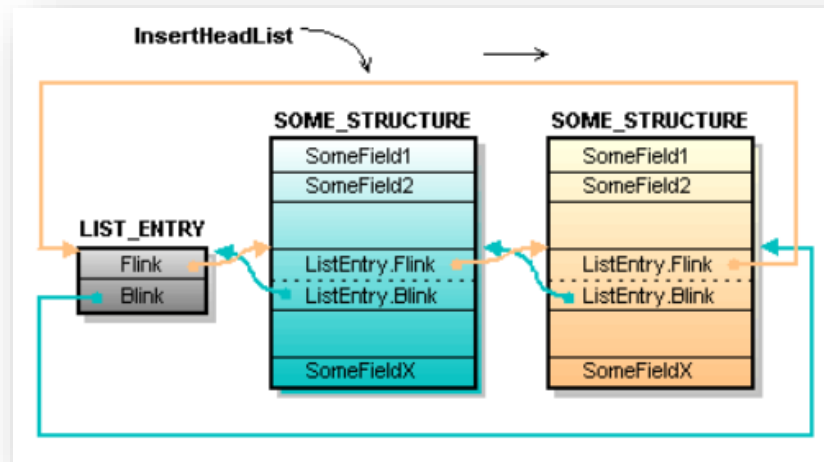 InsertHeadList
SOME_STRUCTURE
SomeField1
SomeField2
ListEntry.Flink
ListEntry.Blink
SomeFieldX
SOME_STRUCTURE
SomeField1
SomeField2
ListEntry.Flink
ListEntry.Blink
SomeFieldX
LIST_ENTRY
Flink
Blink